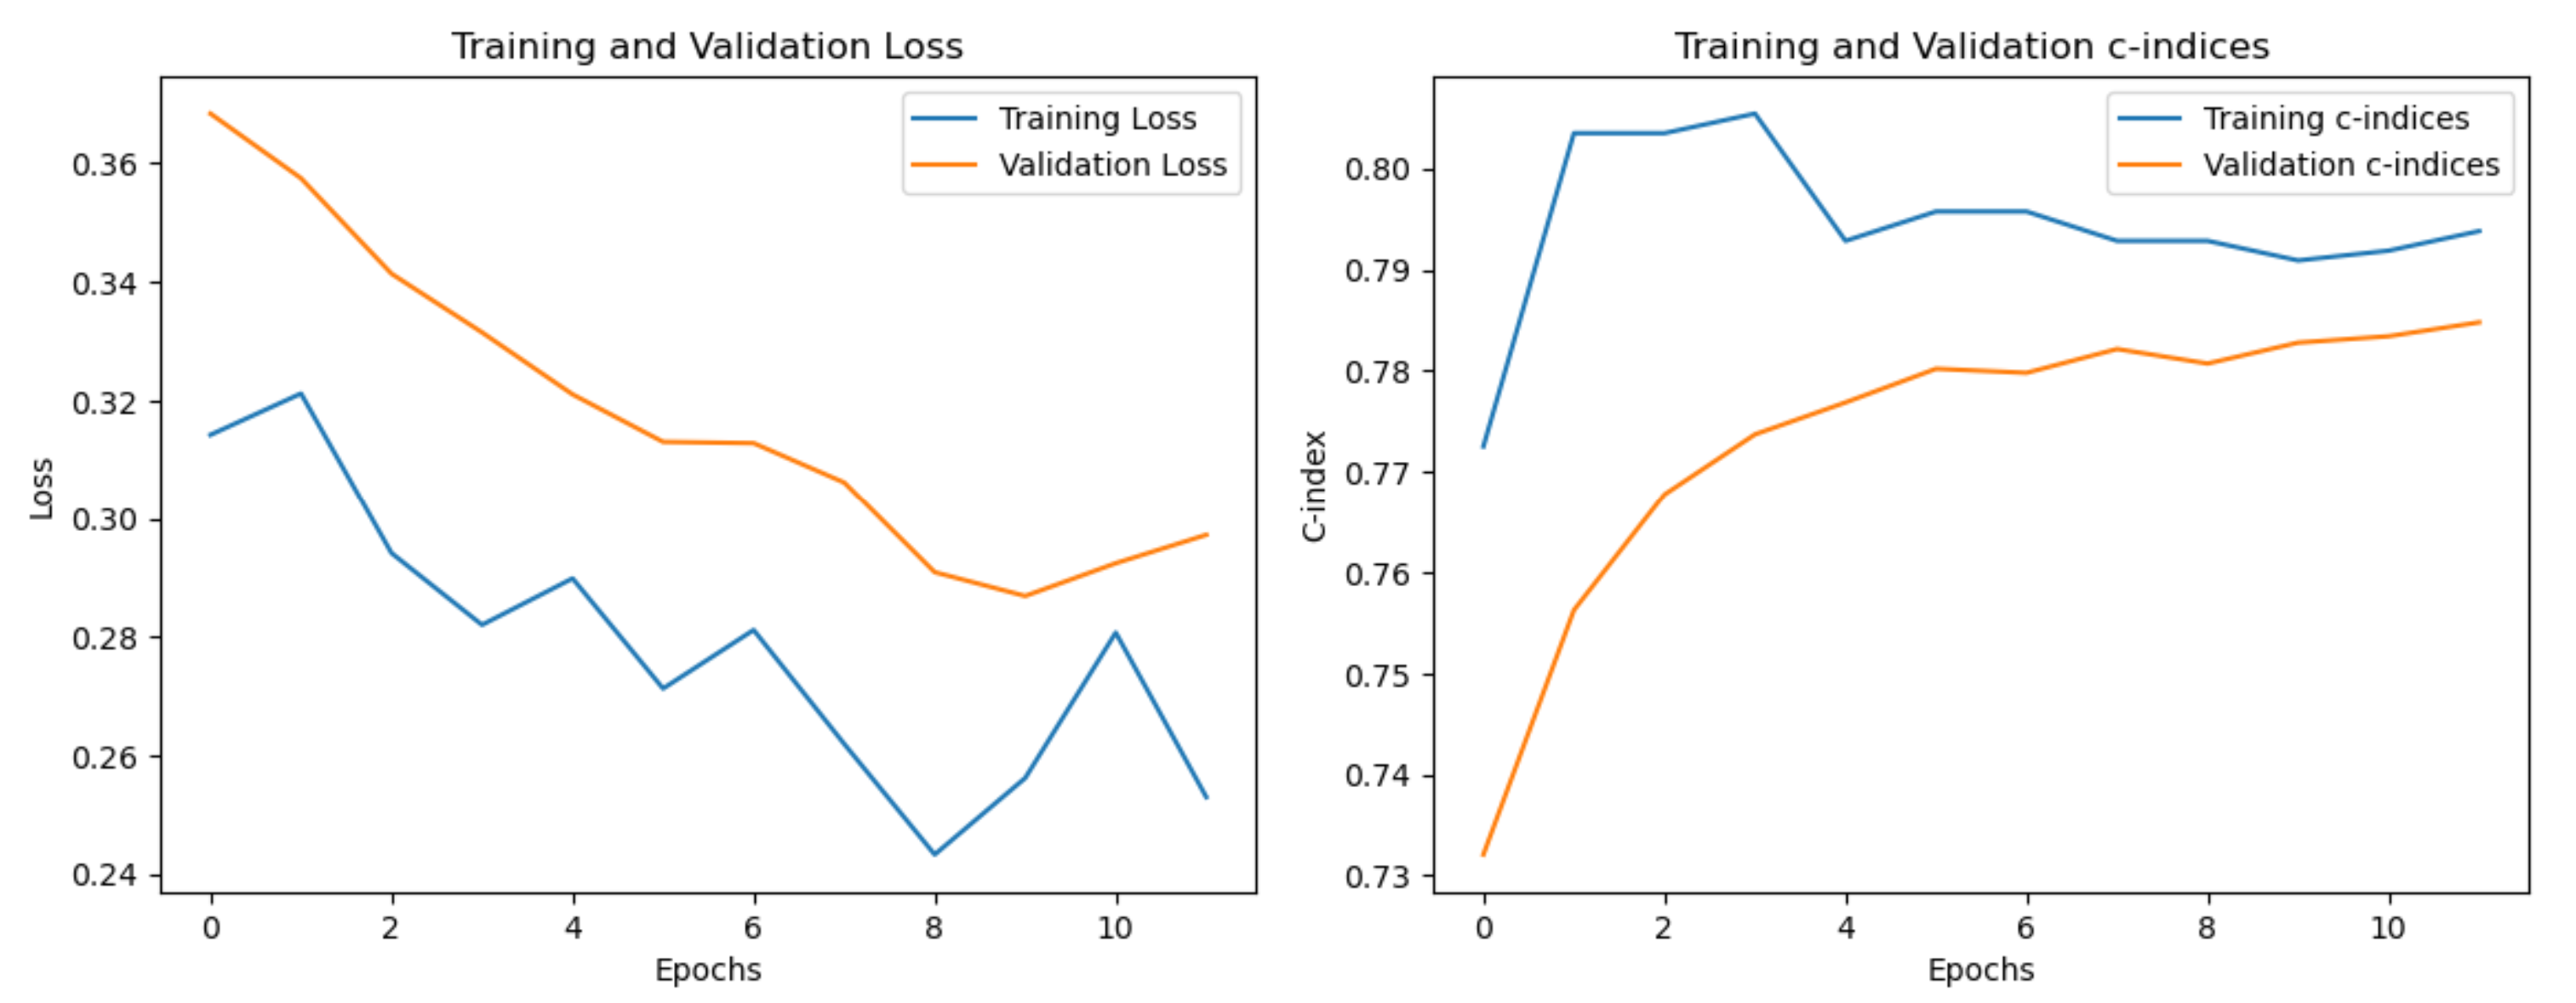 Training and Validation Loss
Training Loss
Validation Loss
0.36
0.34
0.32
0.30
0.28
0.26
0.24
Loss
0 2 4 6 8 10
Epochs
Training and Validation c-indices
Training c-indices
Validation c-indices
0.80
0.79
0.78
0.77
0.76
0.75
0.74
0.73
C-index
0 2 4 6 8 10
Epochs